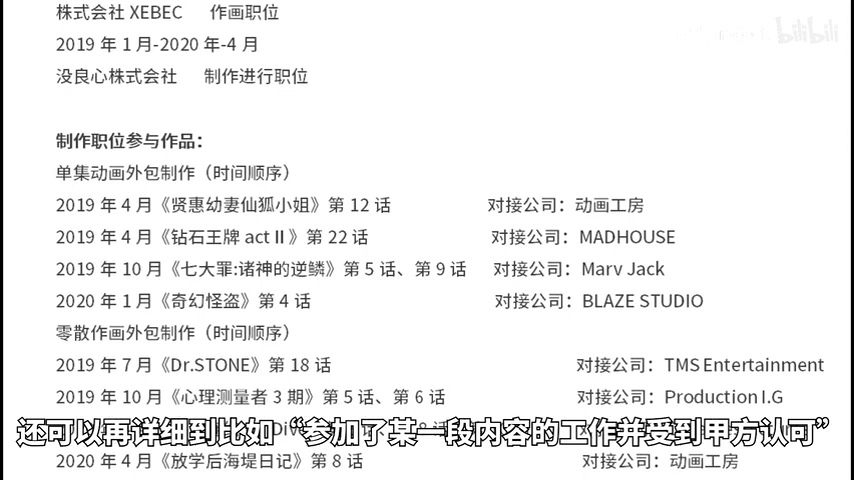 株式会社 XEBEC 作画职位
bilibili
2019 年 1 月-2020 年-4 月
没良心株式会社 制作进行职位
制作职位参与作品：
单集动画外包制作（时间顺序）
2019 年 4 月《贤惠幼妻仙狐小姐》第 12 话 对接公司：动画工房
2019 年 4 月《钻石王牌 act II 》第 22 话 对接公司：MADHOUSE
2019 年 10 月《七大罪:诸神的逆鳞》第 5 话、第 9 话 对接公司：Marv Jack
2020 年 1 月《奇幻怪盗》第 4 话 对接公司：BLAZE STUDIO
零散作画外包制作（时间顺序）
2019 年 7 月《Dr.STONE》第 18 话 对接公司：TMS Entertainment
2019 年 10 月《心理测量者 3 期》第 5 话、第 6 话 对接公司：Production I.G
还可以再详细到比如“参加了某一段内容的工作并受到甲方认可”
2020 年 4 月《放学后海堤日记》第 8 话 对接公司：动画工房